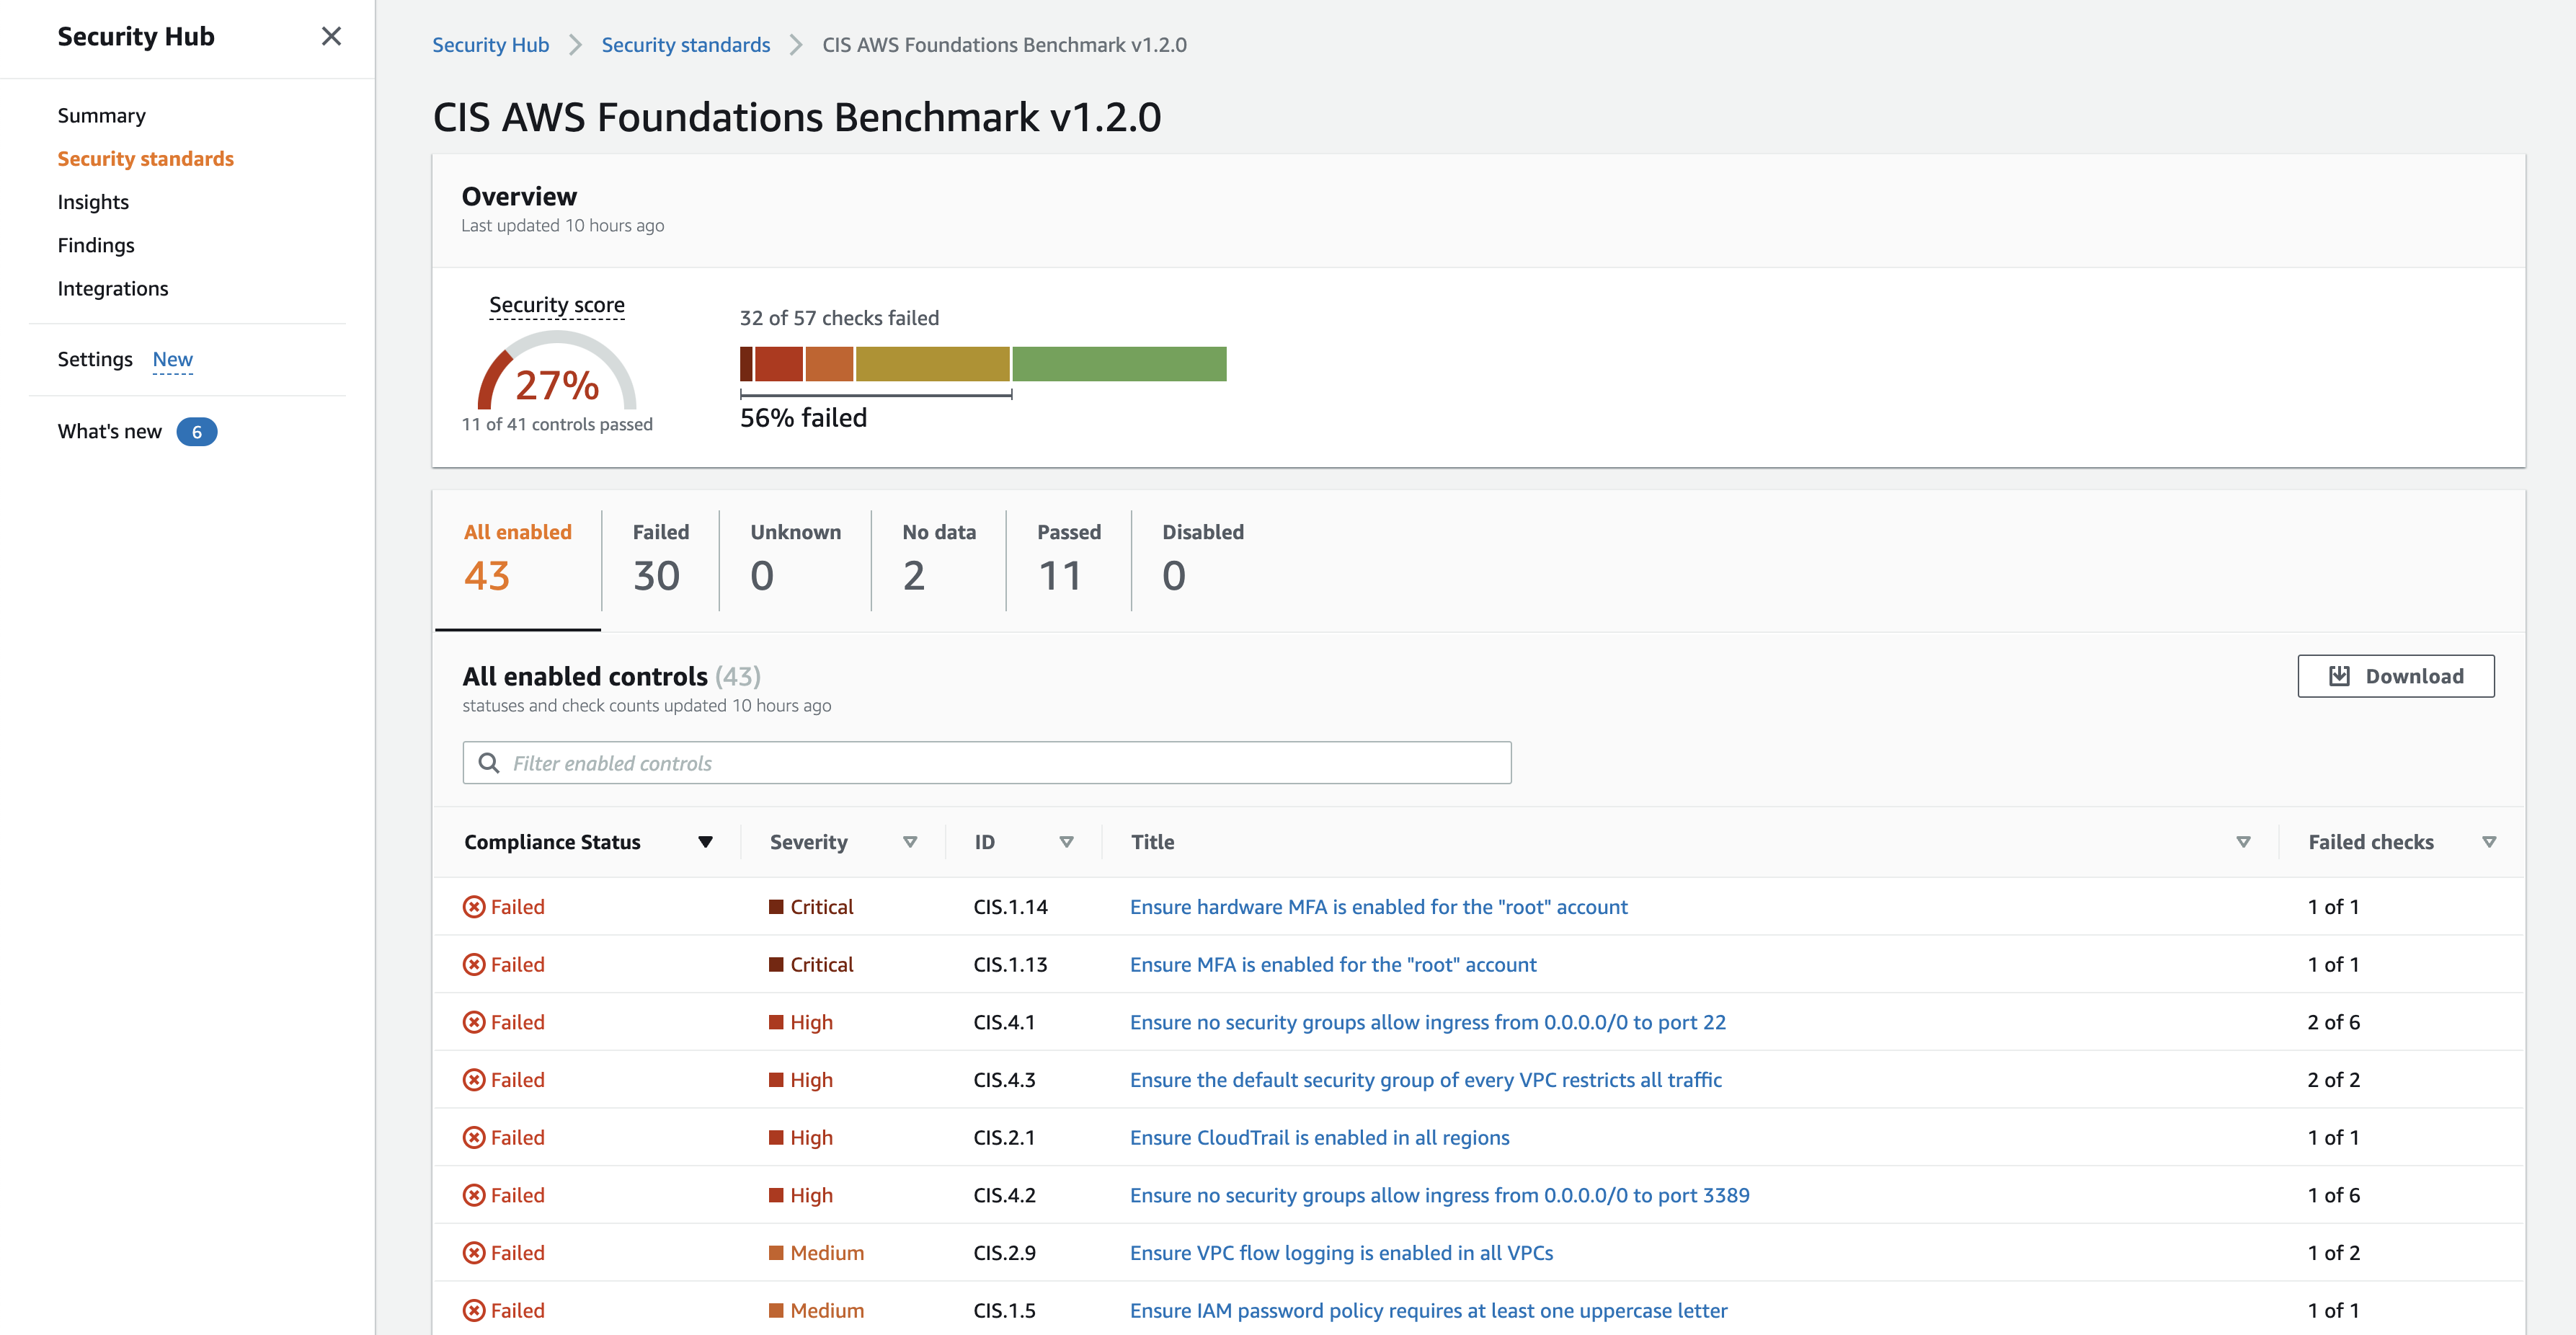 Security Hub
Summary
Security standards
Insights
Findings
Integrations
Settings New
What's new 6
Security Hub Security standards CIS AWS Foundations Benchmark v1.2.0
CIS AWS Foundations Benchmark v1.2.0
Overview
Last updated 10 hours ago
Security score
27%
11 of 41 controls passed
32 of 57 checks failed
56% failed
All enabled Failed Unknown No data Passed Disabled
43 30 0 2 11 0
All enabled controls (43)
statuses and check counts updated 10 hours ago
Download
Filter enabled controls
Compliance Status Severity ID Title Failed checks
Failed Critical CIS.1.14 Ensure hardware MFA is enabled for the "root" account 1 of 1
Failed Critical CIS.1.13 Ensure MFA is enabled for the "root" account 1 of 1
Failed High CIS.4.1 Ensure no security groups allow ingress from 0.0.0.0/0 to port 22 2 of 6
Failed High CIS.4.3 Ensure the default security group of every VPC restricts all traffic 2 of 2
Failed High CIS.2.1 Ensure CloudTrail is enabled in all regions 1 of 1
Failed High CIS.4.2 Ensure no security groups allow ingress from 0.0.0.0/0 to port 3389 1 of 6
Failed Medium CIS.2.9 Ensure VPC flow logging is enabled in all VPCs 1 of 2
Failed Medium CIS.1.5 Ensure IAM password policy requires at least one uppercase letter 1 of 1